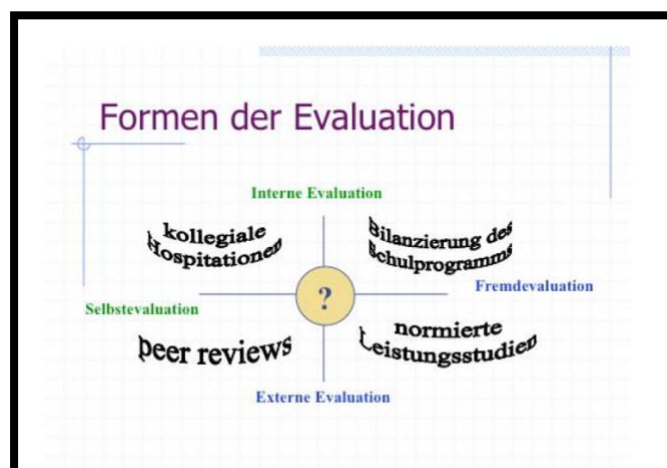 Formen der Evaluation
Interne Evaluation
kollegiale
Hospitationen
Bilanzierung des
Schulprogramms
Selbstevaluation
?
Fremdevaluation
peer reviews
normierte
Leistungsstudien
Externe Evaluation